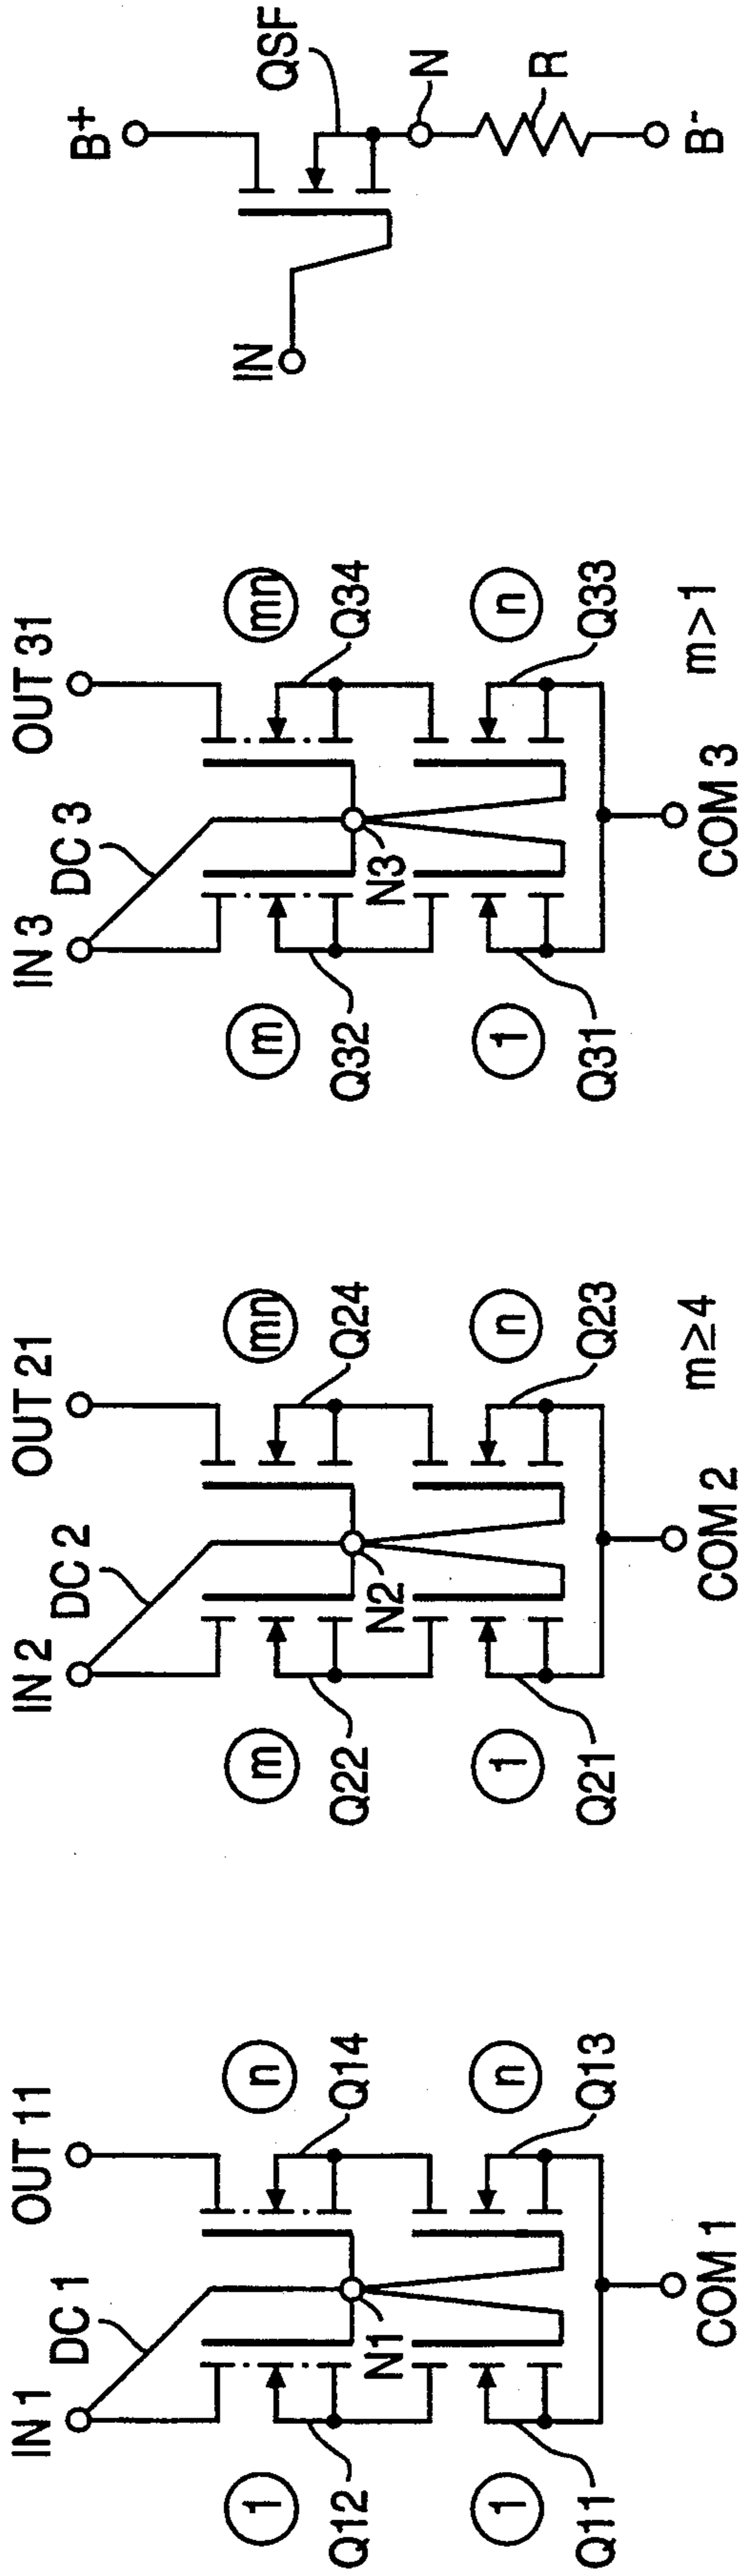 IN 1
DC 1
OUT 11
1
n
Q12
N1
Q14
1
n
Q11
Q13
COM 1
IN 2
DC 2
OUT 21
m
mn
Q22
N2
Q24
1
n
Q21
Q23
COM 2
m≥4
IN 3
DC 3
OUT 31
m
mn
Q32
N3
Q34
1
n
Q31
Q33
COM 3
m>1
B+
QSF
IN
N
R
B-